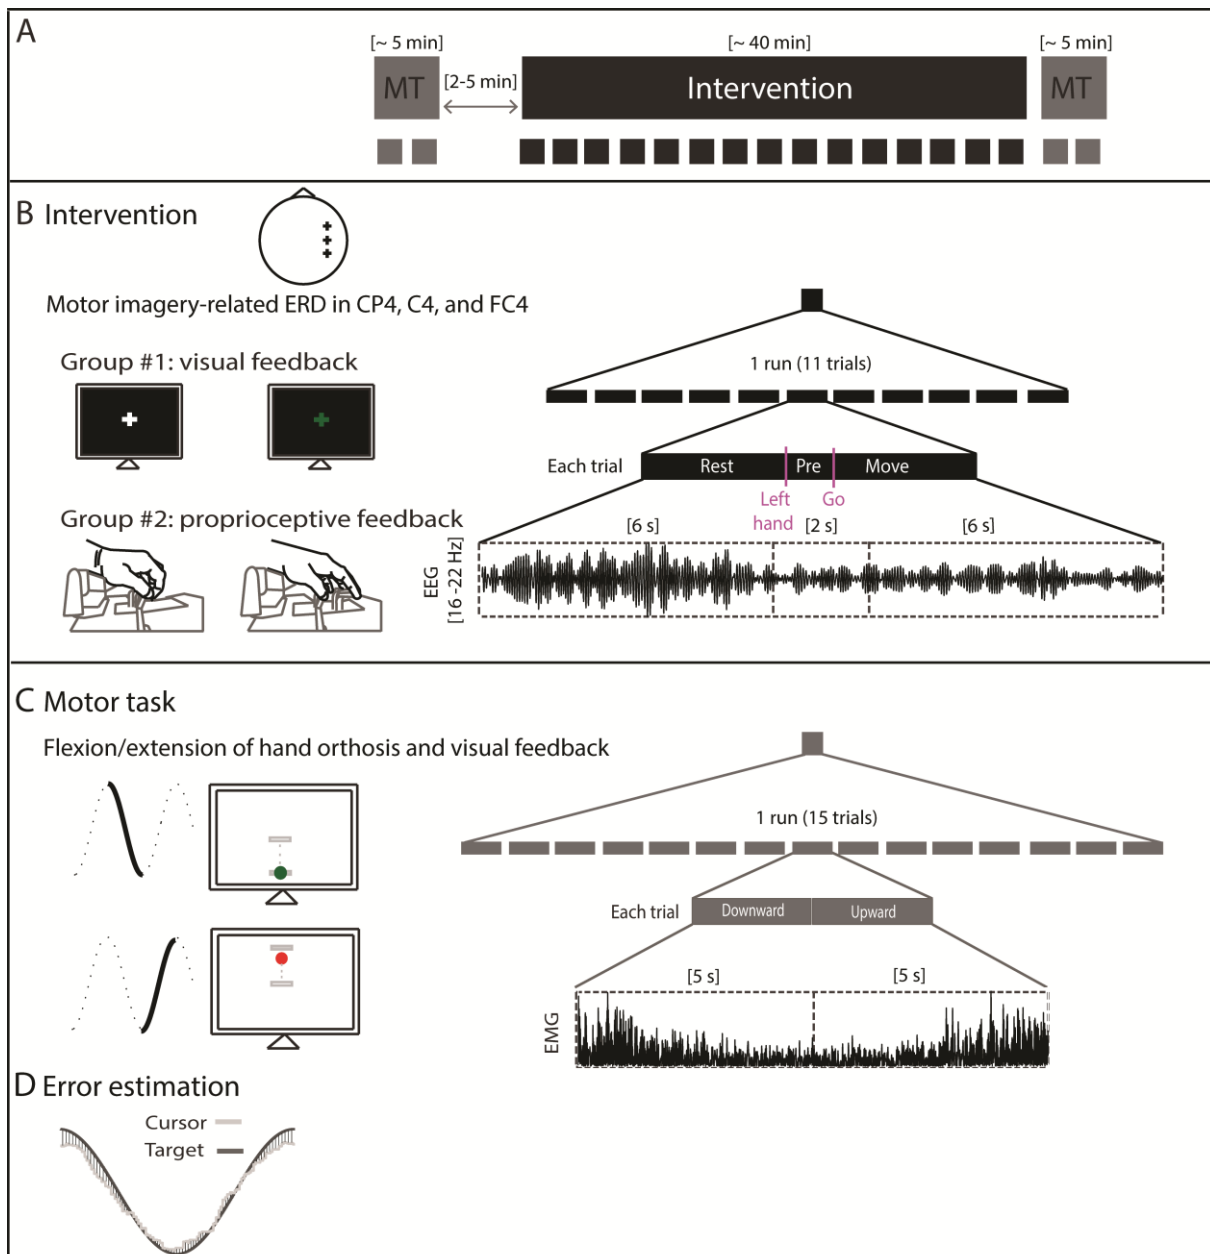 A
[~ 5 min]
[~ 40 min]
[~ 5 min]
MT
[2-5 min]
Intervention
MT
B Intervention
Motor imagery-related ERD in CP4, C4, and FC4
Group #1: visual feedback
Group #2: proprioceptive feedback
1 run (11 trials)
Each trial
Rest
Pre
Move
Left
hand
Go
[6 s]
[2 s]
[6 s]
EEG
[16 -22 Hz]
C Motor task
Flexion/extension of hand orthosis and visual feedback
1 run (15 trials)
Each trial
Downward
Upward
[5 s]
[5 s]
EMG
D Error estimation
Cursor
Target